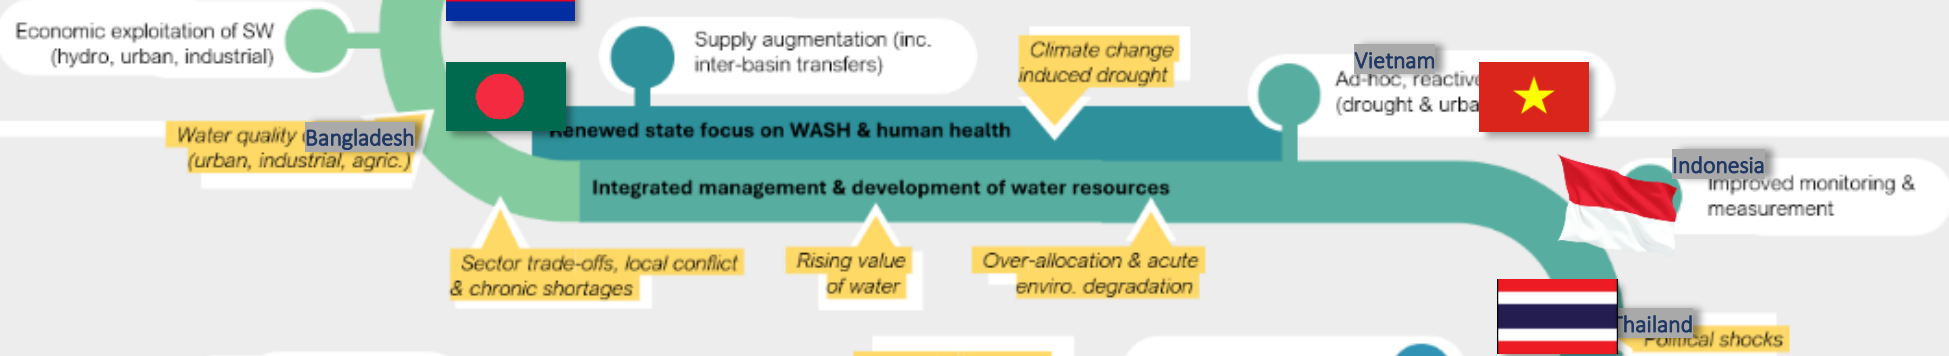 Economic exploitation of SW
(hydro, urban, industrial)
Supply augmentation (inc.
inter-basin transfers)
Climate change
induced drought
Vietnam
Ad-hoc, reactive
(drought & urba
Water quality
Bangladesh
(urban, industrial, agric.)
Renewed state focus on WASH & human health
Integrated management & development of water resources
Indonesia
Improved monitoring &
measurement
Sector trade-offs, local conflict
& chronic shortages
Rising value
of water
Over-allocation & acute
enviro. degradation
Thailand
Political shocks